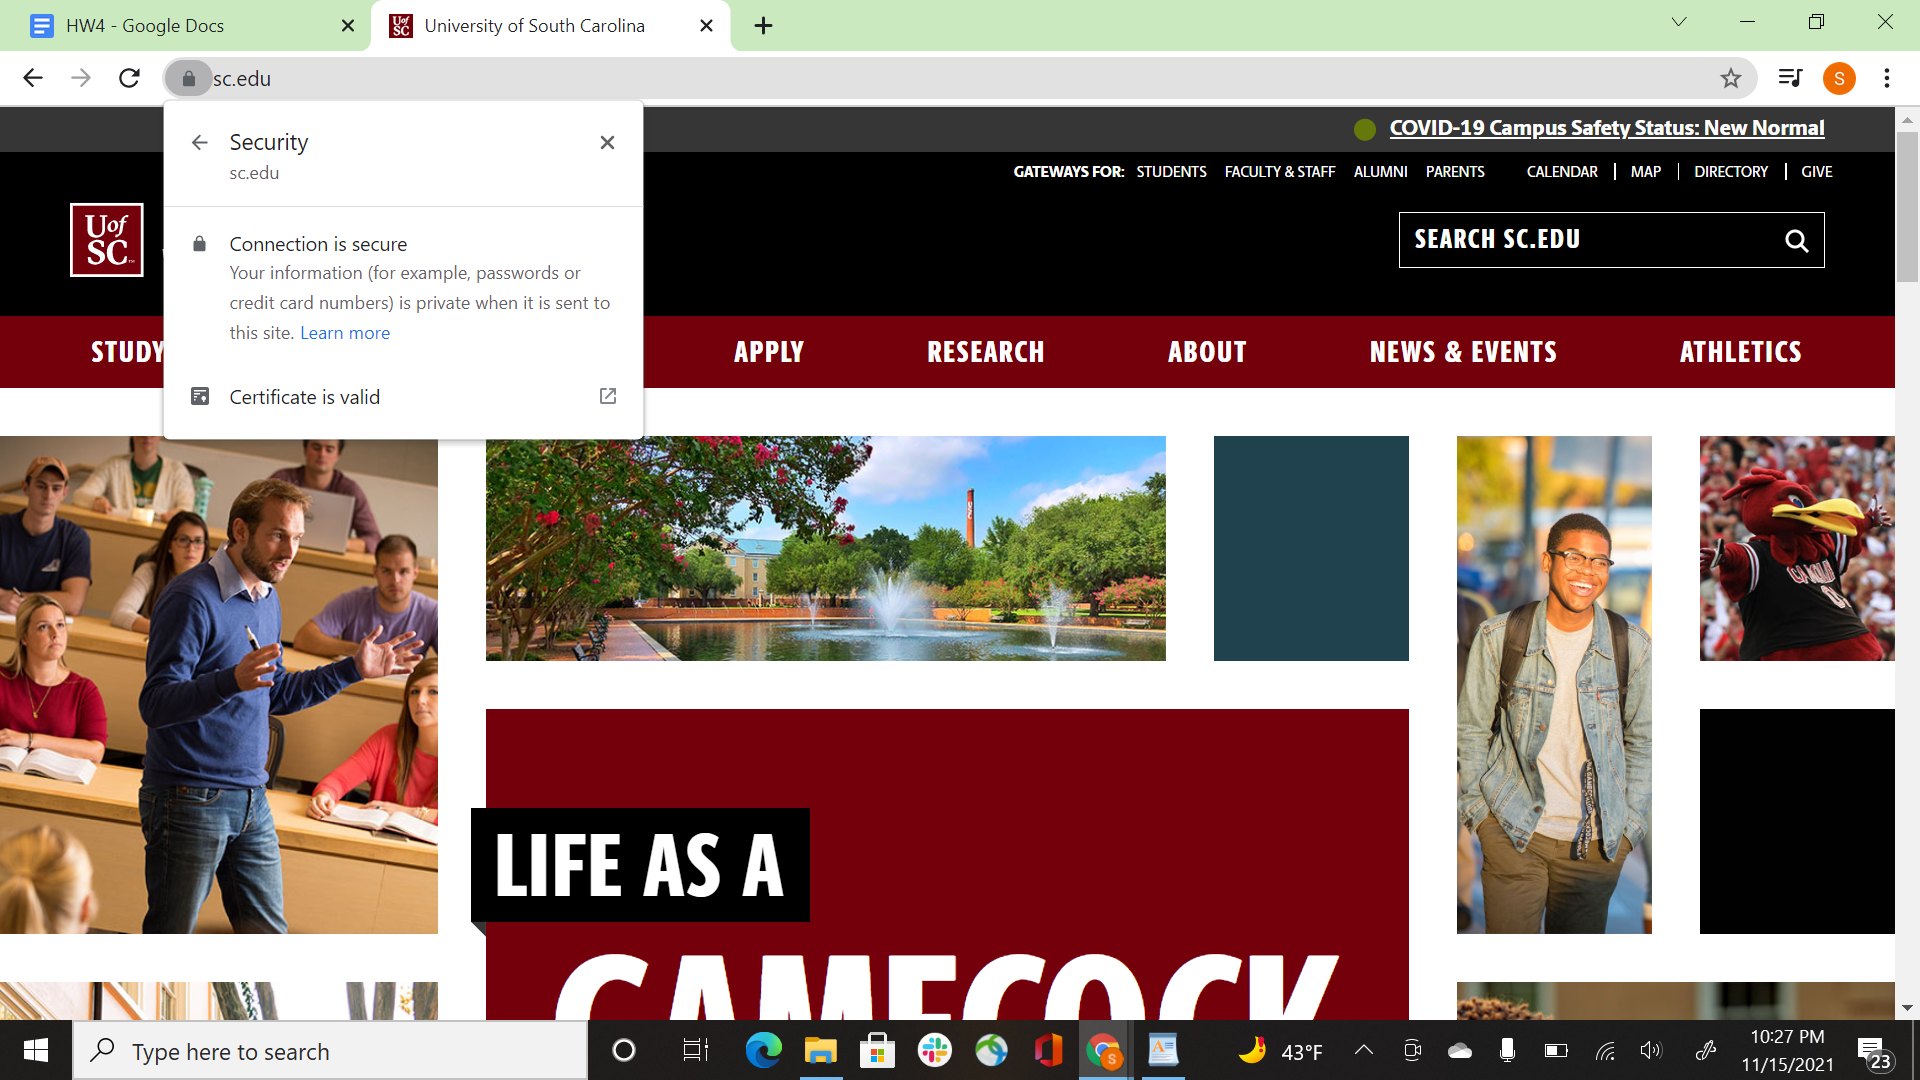 HW4 - Google Docs
University of South Carolina
sc.edu
S
Security
sc.edu
Connection is secure
Your information (for example, passwords or
credit card numbers) is private when it is sent to
this site. Learn more
Certificate is valid
COVID-19 Campus Safety Status: New Normal
GATEWAYS FOR: STUDENTS FACULTY & STAFF ALUMNI PARENTS CALENDAR MAP DIRECTORY GIVE
UofSC
SEARCH SC.EDU
STUDY APPLY RESEARCH ABOUT NEWS & EVENTS ATHLETICS
LIFE AS A
GAMECOCK
Type here to search
43°F
10:27 PM
11/15/2021
23